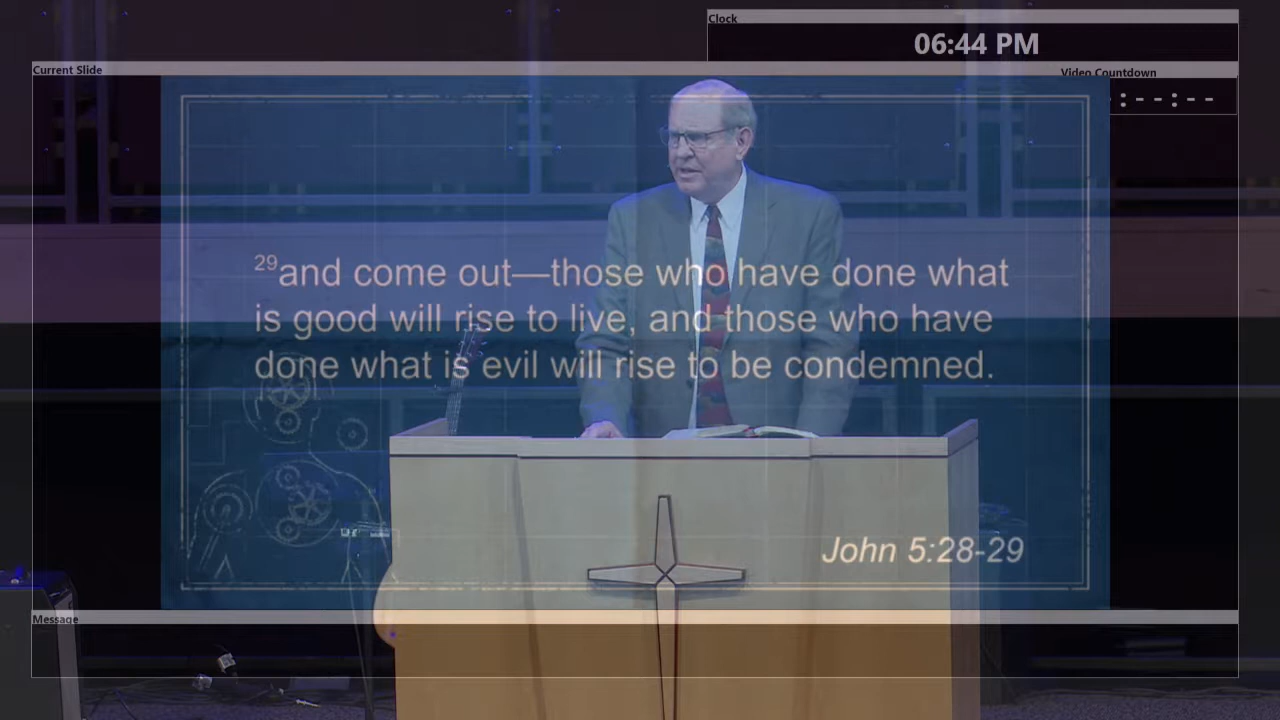 Clock
06:44 PM
Current Slide
Video Countdown
:--:--
29and come out—those who have done what
is good will rise to live, and those who have
done what is evil will rise to be condemned.
John 5:28-29
Message